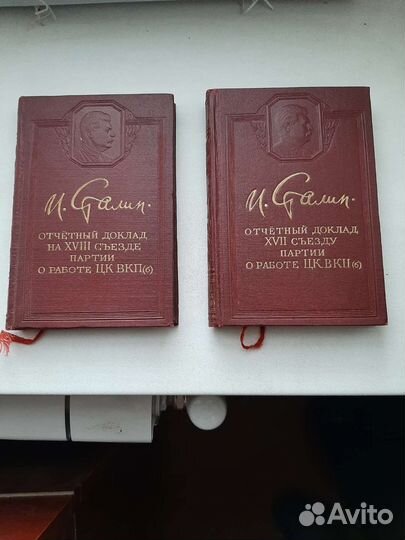 И. Сталин.
ОТЧЁТНЫЙ ДОКЛАД
НА XVIII СЪЕЗДЕ
ПАРТИИ
О РАБОТЕ ЦК ВКП(б)
И. Сталин.
ОТЧЁТНЫЙ ДОКЛАД
XVII СЪЕЗДУ
ПАРТИИ
О РАБОТЕ ЦК ВКП(б)
Avito